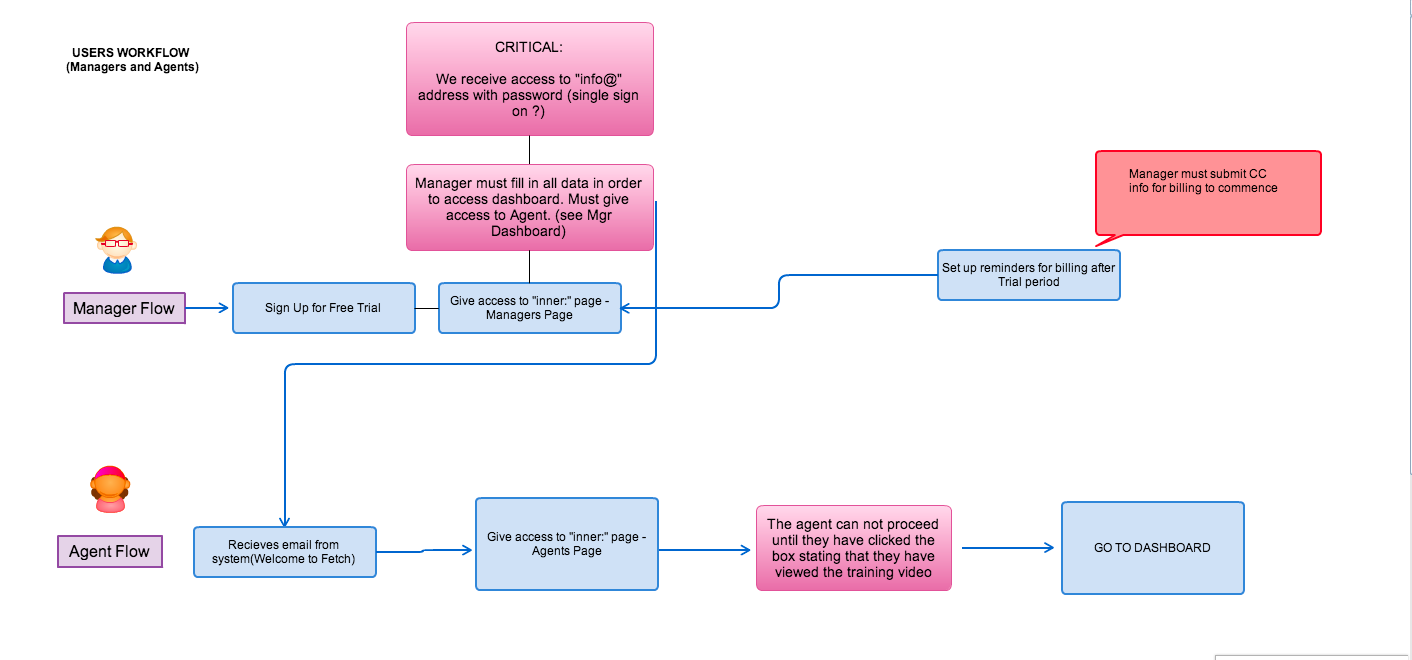 USERS WORKFLOW
(Managers and Agents)
CRITICAL:
We receive access to "info@"
address with password (single sign
on ?)
Manager must fill in all data in order
to access dashboard. Must give
access to Agent. (see Mgr
Dashboard)
Manager must submit CC
info for billing to commence
Set up reminders for billing after
Trial period
Manager Flow
Sign Up for Free Trial
Give access to "inner:" page -
Managers Page
Agent Flow
Recieves email from
system(Welcome to Fetch)
Give access to "inner:" page -
Agents Page
The agent can not proceed
until they have clicked the
box stating that they have
viewed the training video
GO TO DASHBOARD